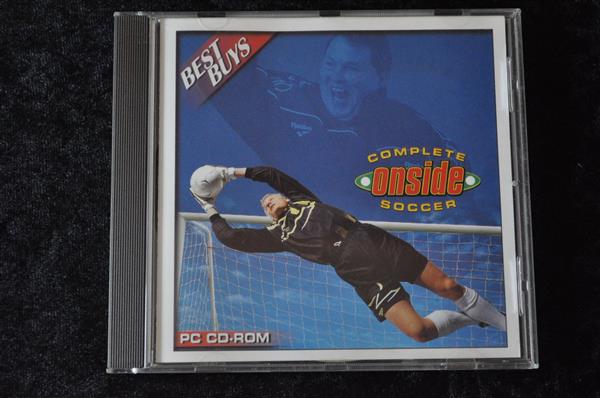 BEST
BUYS
COMPLETE
onside
SOCCER
PC CD-ROM